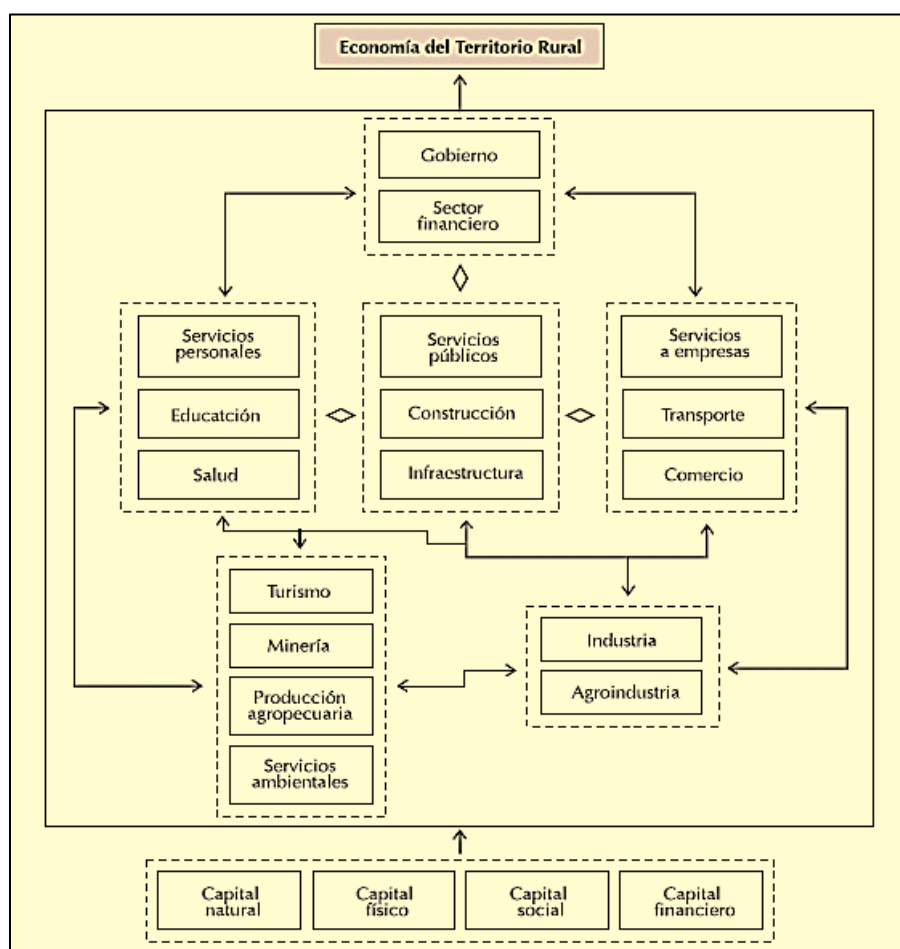 Economía del Territorio Rural
Gobierno
Sector
financiero
Servicios
personales
Educatción
Salud
Servicios
públicos
Construcción
Infraestructura
Servicios
a empresas
Transporte
Comercio
Turismo
Minería
Producción
agropecuaria
Servicios
ambientales
Industria
Agroindustria
Capital
natural
Capital
físico
Capital
social
Capital
financiero